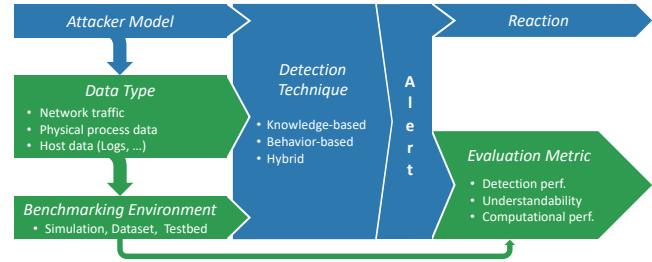 Attacker Model
Data Type
• Network traffic
• Physical process data
• Host data (Logs, ...)
Benchmarking Environment
• Simulation, Dataset, Testbed
Detection
Technique
• Knowledge-based
• Behavior-based
• Hybrid
A
l
e
r
t
Reaction
Evaluation Metric
• Detection perf.
• Understandability
• Computational perf.